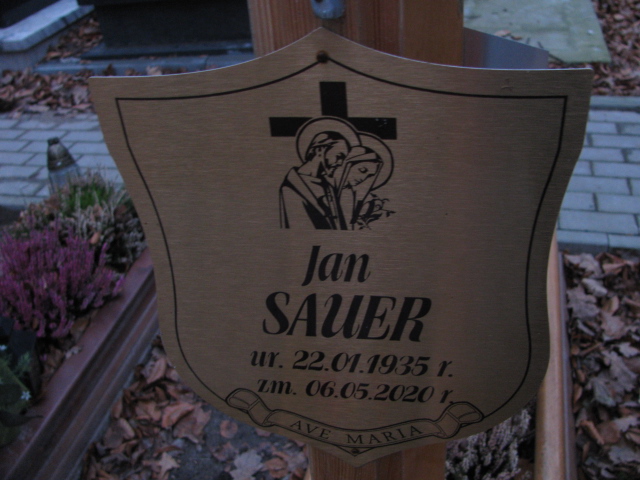 Jan
SAUER
ur. 22.01.1935 r.
zm. 06.05.2020 r.
AVE MARIA